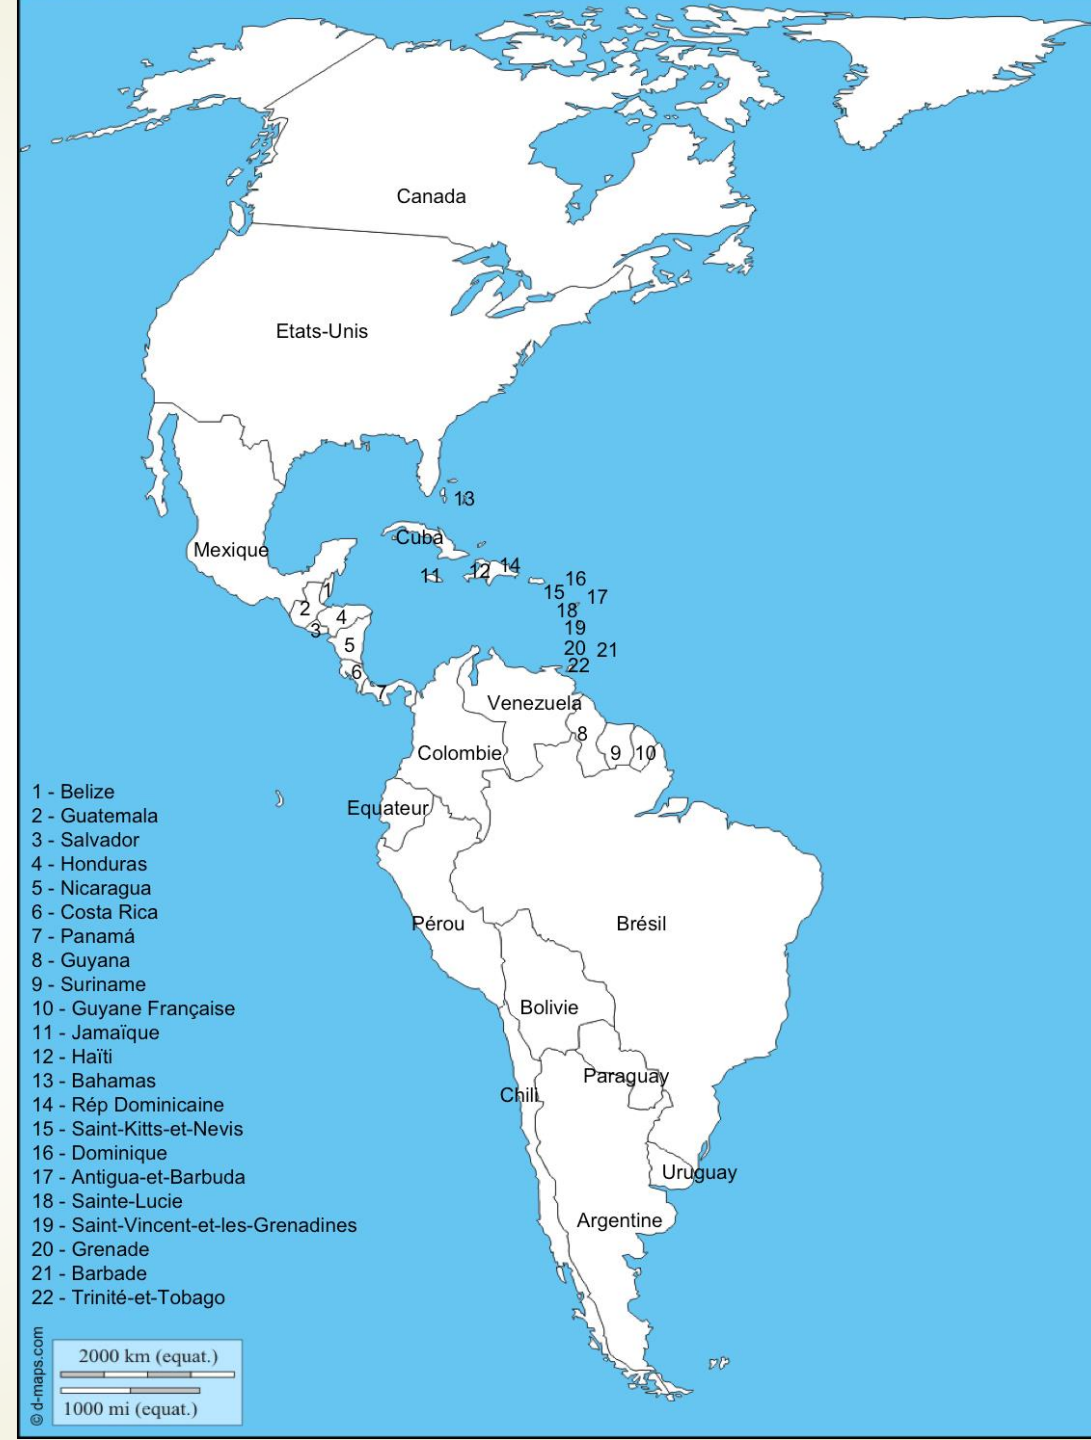 Canada
Etats-Unis
13
Cuba
Mexique
14
12
11
16
1
15
17
2
18
4
3
19
5
20
21
22
6
7
Venezuela
8
Colombie
9
10
Equateur
Pérou
Brésil
Bolivie
Paraguay
Chili
Uruguay
Argentine
1 - Belize
2 - Guatemala
3 - Salvador
4 - Honduras
5 - Nicaragua
6 - Costa Rica
7 - Panamá
8 - Guyana
9 - Suriname
10 - Guyane Française
11 - Jamaïque
12 - Haïti
13 - Bahamas
14 - Rép Dominicaine
15 - Saint-Kitts-et-Nevis
16 - Dominique
17 - Antigua-et-Barbuda
18 - Sainte-Lucie
19 - Saint-Vincent-et-les-Grenadines
20 - Grenade
21 - Barbade
22 - Trinité-et-Tobago
© d-maps.com
2000 km (equat.)
1000 mi (equat.)